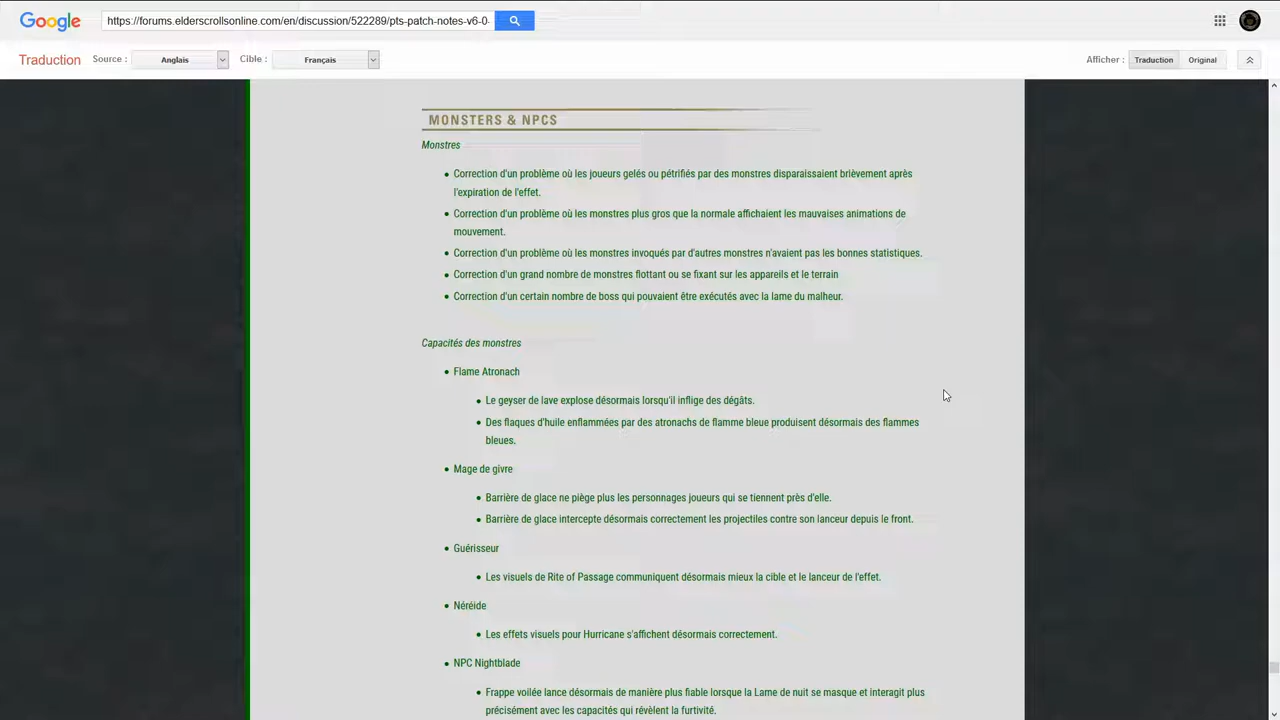 Google https://forums.elderscrollsonline.com/en/discussion/522289/pts-patch-notes-v6-0-
Traduction Source : Anglais Cible : Français Afficher : Traduction Original
MONSTERS & NPCS
Monstres
• Correction d'un problème où les joueurs gelés ou pétrifiés par des monstres disparaissaient brièvement après
l'expiration de l'effet.
• Correction d'un problème où les monstres plus gros que la normale affichaient les mauvaises animations de
mouvement.
• Correction d'un problème où les monstres invoqués par d'autres monstres n'avaient pas les bonnes statistiques.
• Correction d'un grand nombre de monstres flottant ou se fixant sur les appareils et le terrain
• Correction d'un certain nombre de boss qui pouvaient être exécutés avec la lame du malheur.
Capacités des monstres
• Flame Atronach
• Le geyser de lave explose désormais lorsqu'il inflige des dégâts.
• Des flaques d'huile enflammées par des atronachs de flamme bleue produisent désormais des flammes
bleues.
• Mage de givre
• Barrière de glace ne piège plus les personnages joueurs qui se tiennent près d'elle.
• Barrière de glace intercepte désormais correctement les projectiles contre son lanceur depuis le front.
• Guérisseur
• Les visuels de Rite of Passage communiquent désormais mieux la cible et le lanceur de l'effet.
• Néréide
• Les effets visuels pour Hurricane s'affichent désormais correctement.
• NPC Nightblade
• Frappe voilée lance désormais de manière plus fiable lorsque la Lame de nuit se masque et interagit plus
précisément avec les capacités qui révèlent la furtivité.